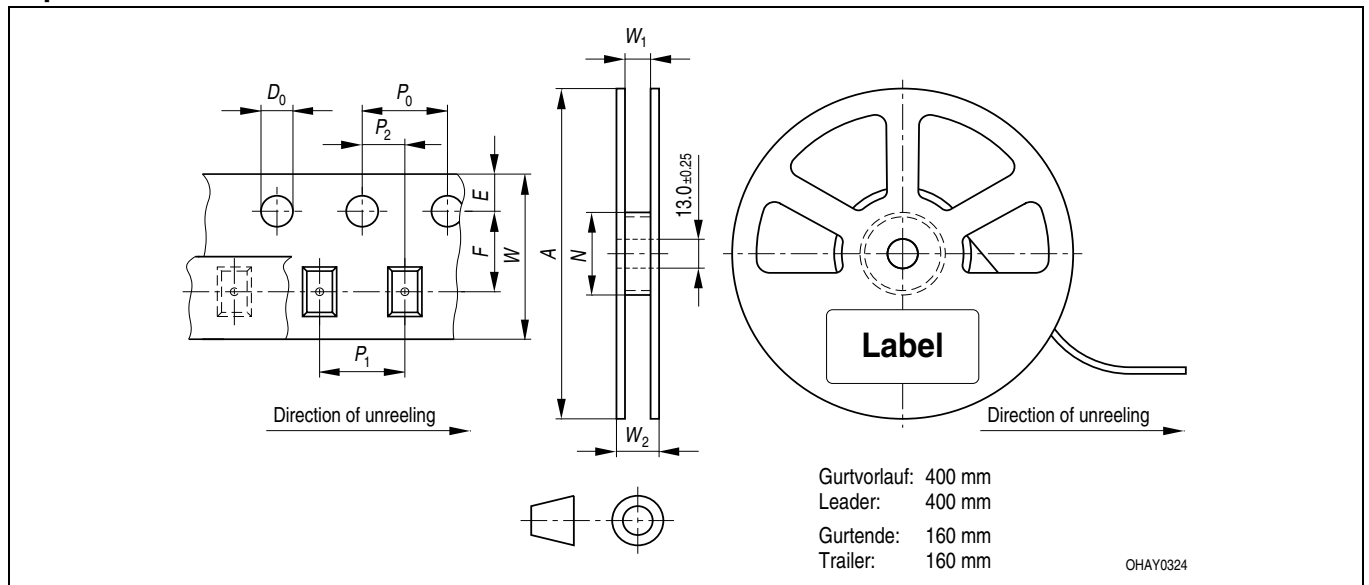 W₁
D₀
P₀
P₂
E
F
W
A
N
13.0 ±0.25
P₁
W₂
Label
Direction of unreeling
Direction of unreeling
Gurtvorlauf: 400 mm
Leader: 400 mm
Gurtende: 160 mm
Trailer: 160 mm
OHAY0324